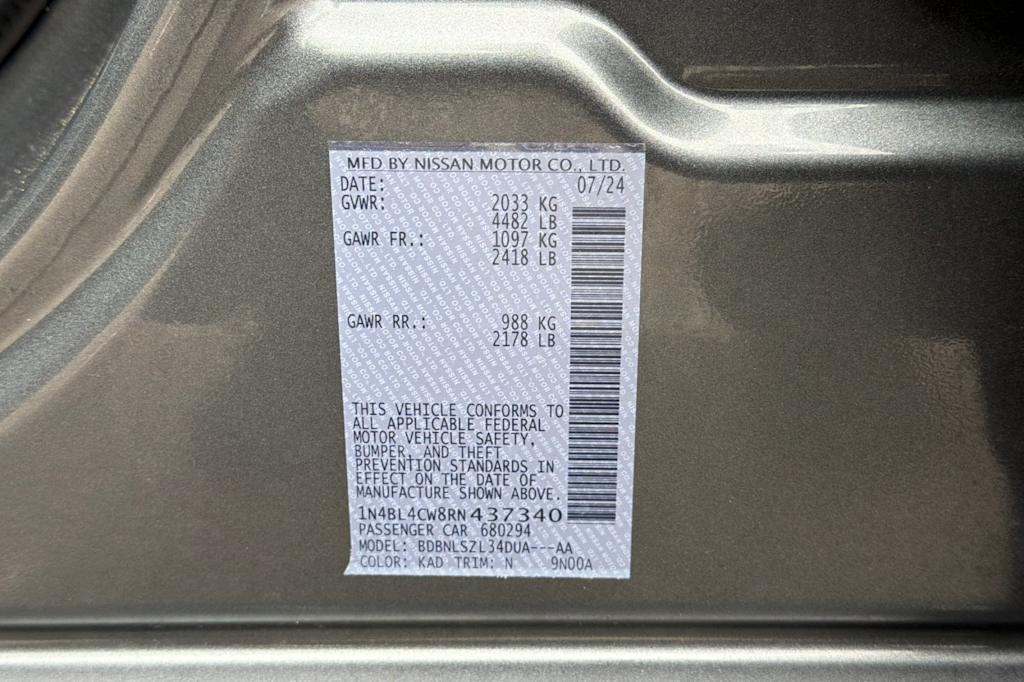 MFD BY NISSAN MOTOR CO., LTD.
DATE: 07/24
GVWR: 2033 KG
4482 LB
GAWR FR.: 1097 KG
2418 LB
GAWR RR.: 988 KG
2178 LB
THIS VEHICLE CONFORMS TO
ALL APPLICABLE FEDERAL
MOTOR VEHICLE SAFETY,
BUMPER, AND THEFT
PREVENTION STANDARDS IN
EFFECT ON THE DATE OF
MANUFACTURE SHOWN ABOVE.
1N4BL4CW8RN437340
PASSENGER CAR 680294
MODEL: BDBNLSZL34DUA---AA
COLOR: KAD TRIM: N 9N00A